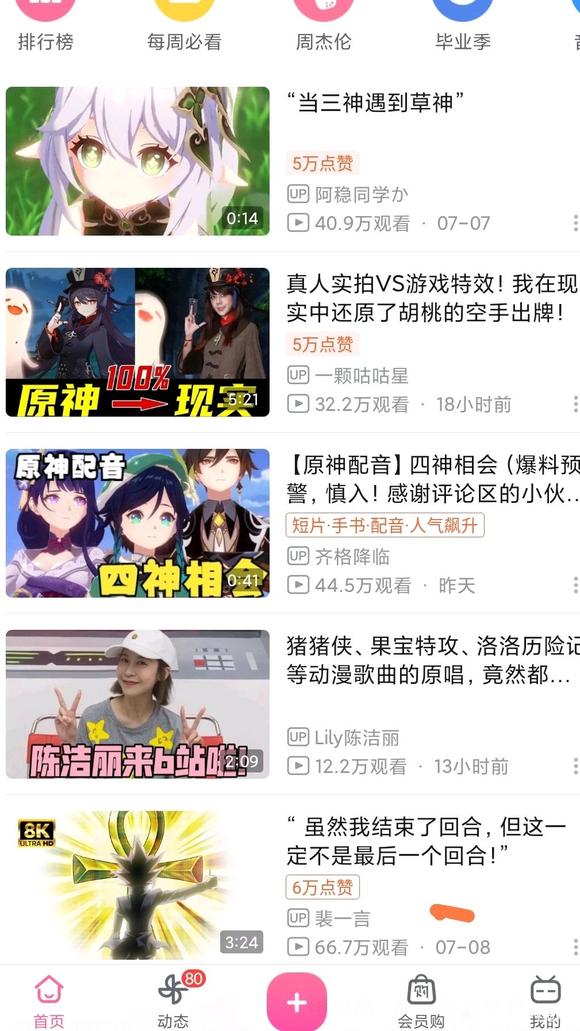 排行榜
每周必看
周杰伦
毕业季
“当三神遇到草神”
5万点赞
UP 阿稳同学か
0:14
40.9万观看 · 07-07
真人实拍VS游戏特效！我在现
实中还原了胡桃的空手出牌！
5万点赞
UP 一颗咕咕星
原神 100% 现实
5:21
32.2万观看 · 18小时前
原神配音
【原神配音】四神相会（爆料预
警，慎入！感谢评论区的小伙...
短片·手书·配音·人气飙升
UP 齐格降临
四神相会
0:41
44.5万观看 · 昨天
猪猪侠、果宝特攻、洛洛历险记
等动漫歌曲的原唱，竟然都...
UP Lily陈洁丽
陈洁丽来b站啦!
2:09
12.2万观看 · 13小时前
8K
ULTRA HD
“ 虽然我结束了回合，但这一
定不是最后一个回合！”
6万点赞
UP 裴一言
3:24
66.7万观看 · 07-08
80
购
首页
动态
会员购
我的